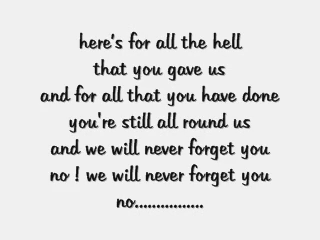 here's for all the hell
that you gave us
and for all that you have done
you're still all round us
and we will never forget you
no ! we will never forget you
no................